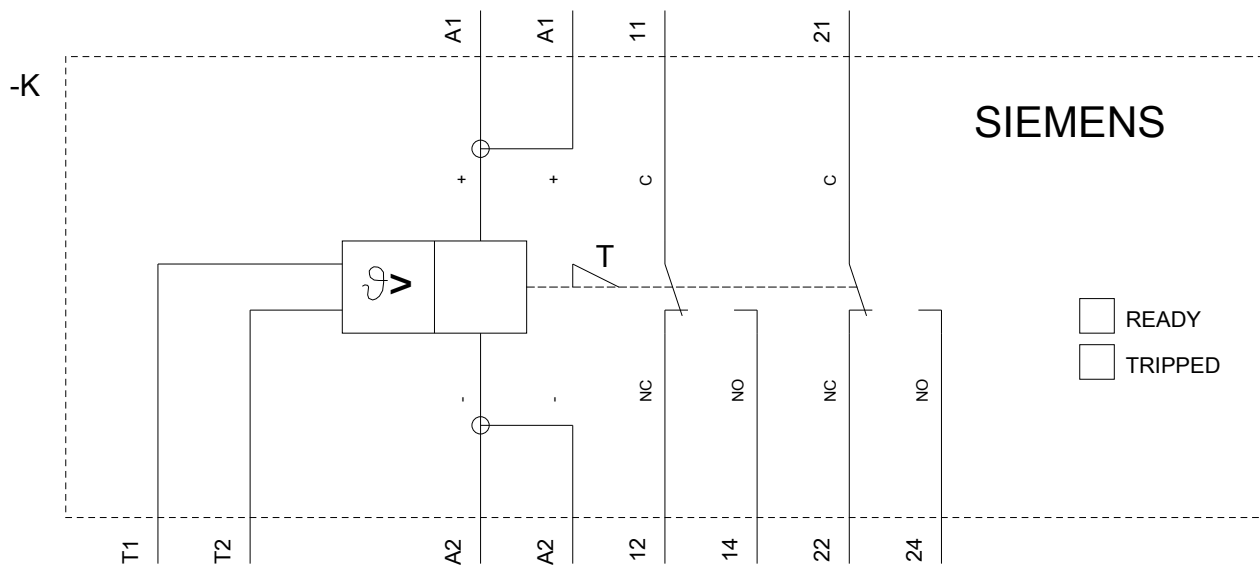 A1
A1
11
21
-K
SIEMENS
+
+
C
C
T
ϑ>
READY
TRIPPED
-
-
NC
NO
NC
NO
T1
T2
A2
A2
12
14
22
24